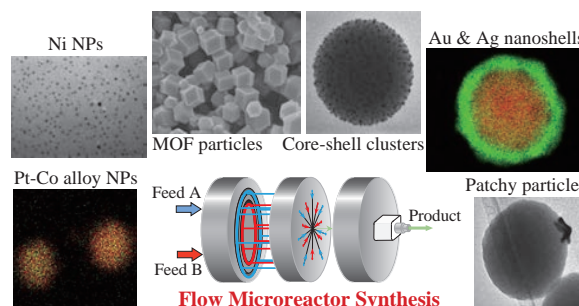 Ni NPs
Au & Ag nanoshells
MOF particles
Core-shell clusters
Pt-Co alloy NPs
Patchy particles
Feed A
Product
Feed B
Flow Microreactor Synthesis